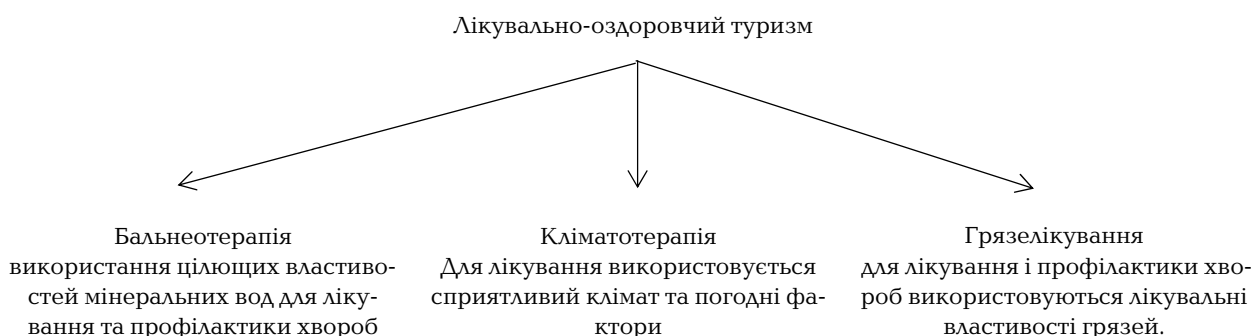 Лікувально-оздоровчий туризм
Бальнеотерапія
використання цілющих властиво-
стей мінеральних вод для ліку-
вання та профілактики хвороб
Кліматотерапія
Для лікування використовується
сприятливий клімат та погодні фа-
ктори
Грязелікування
для лікування і профілактики хво-
роб використовуються лікувальні
властивості грязей.